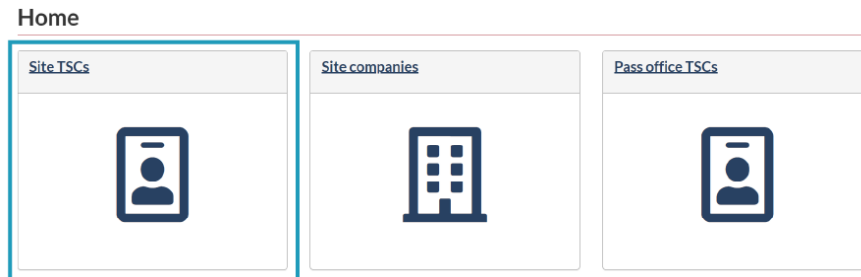 Home
Site TSCs
Site companies
Pass office TSCs